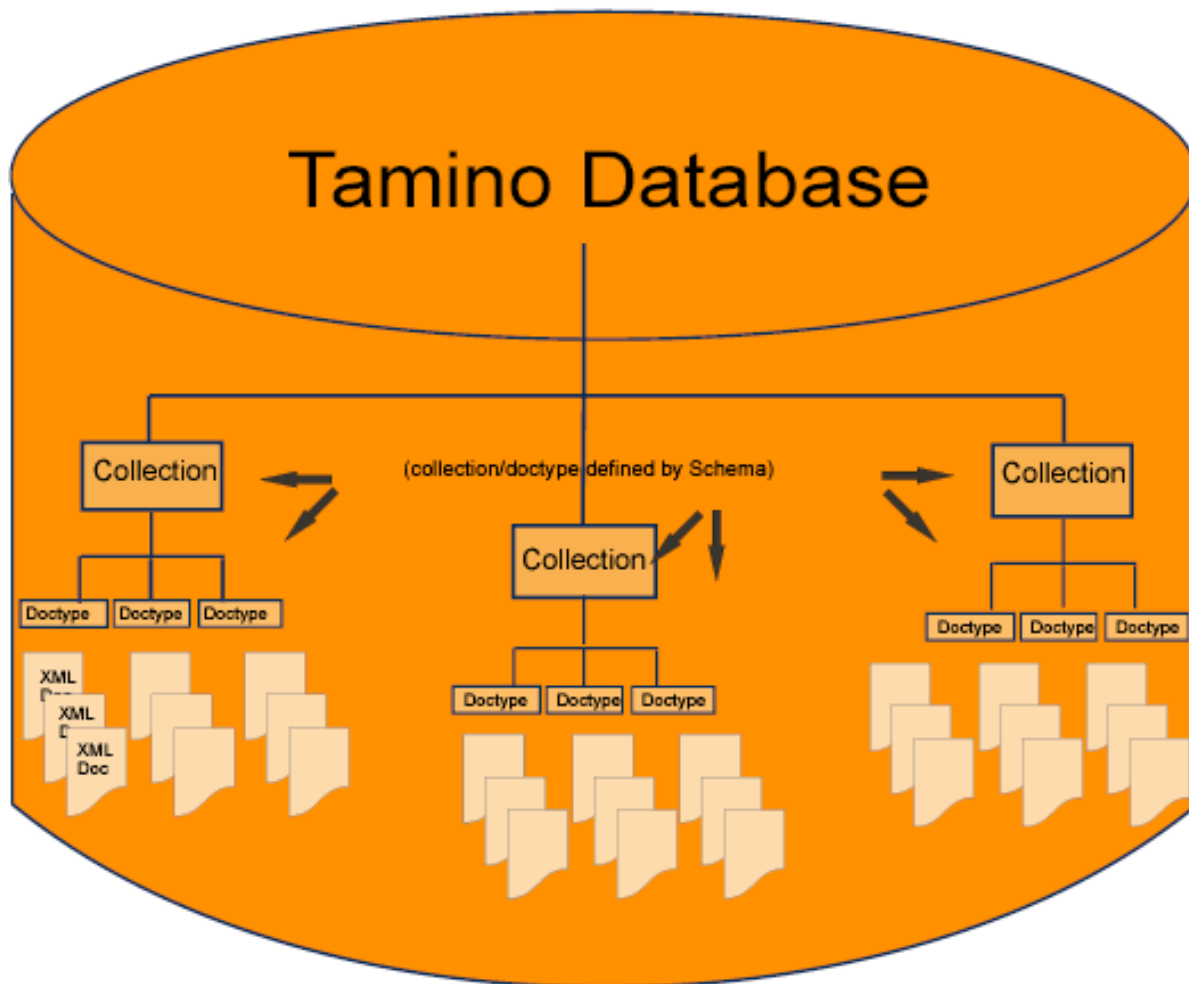 Tamino Database
Collection
(collection/doctype defined by Schema)
Collection
Collection
Doctype
Doctype
Doctype
Doctype
Doctype
Doctype
Doctype
Doctype
Doctype
XML
Doc
XML
D
XML
Doc